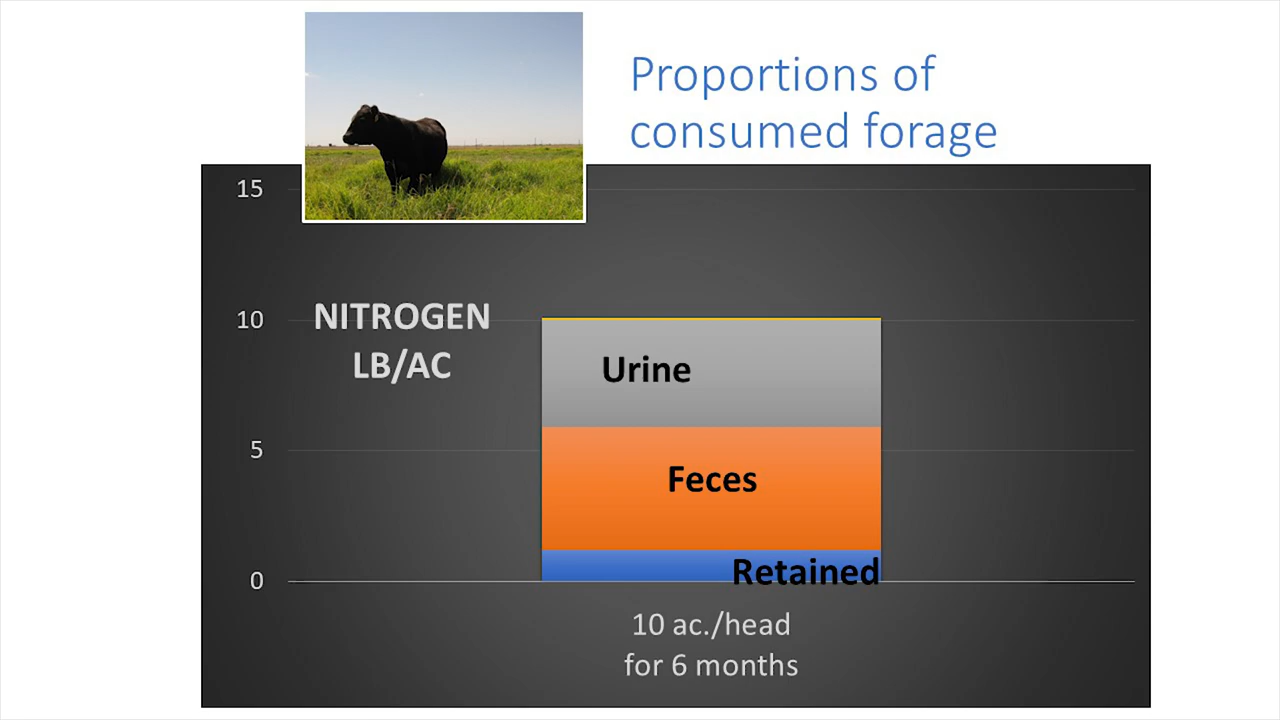 Proportions of
consumed forage
15
10
5
0
NITROGEN
LB/AC
Urine
Feces
Retained
10 ac./head
for 6 months